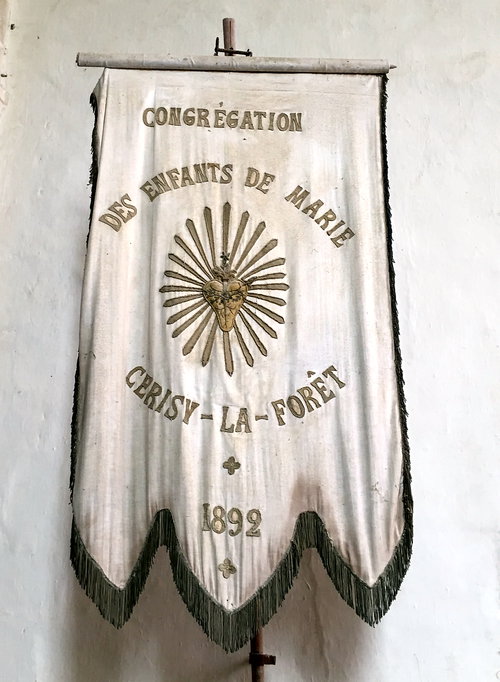 CONGRÉGATION
DES ENFANTS DE MARIE
CERISY-LA-FORÊT
1892